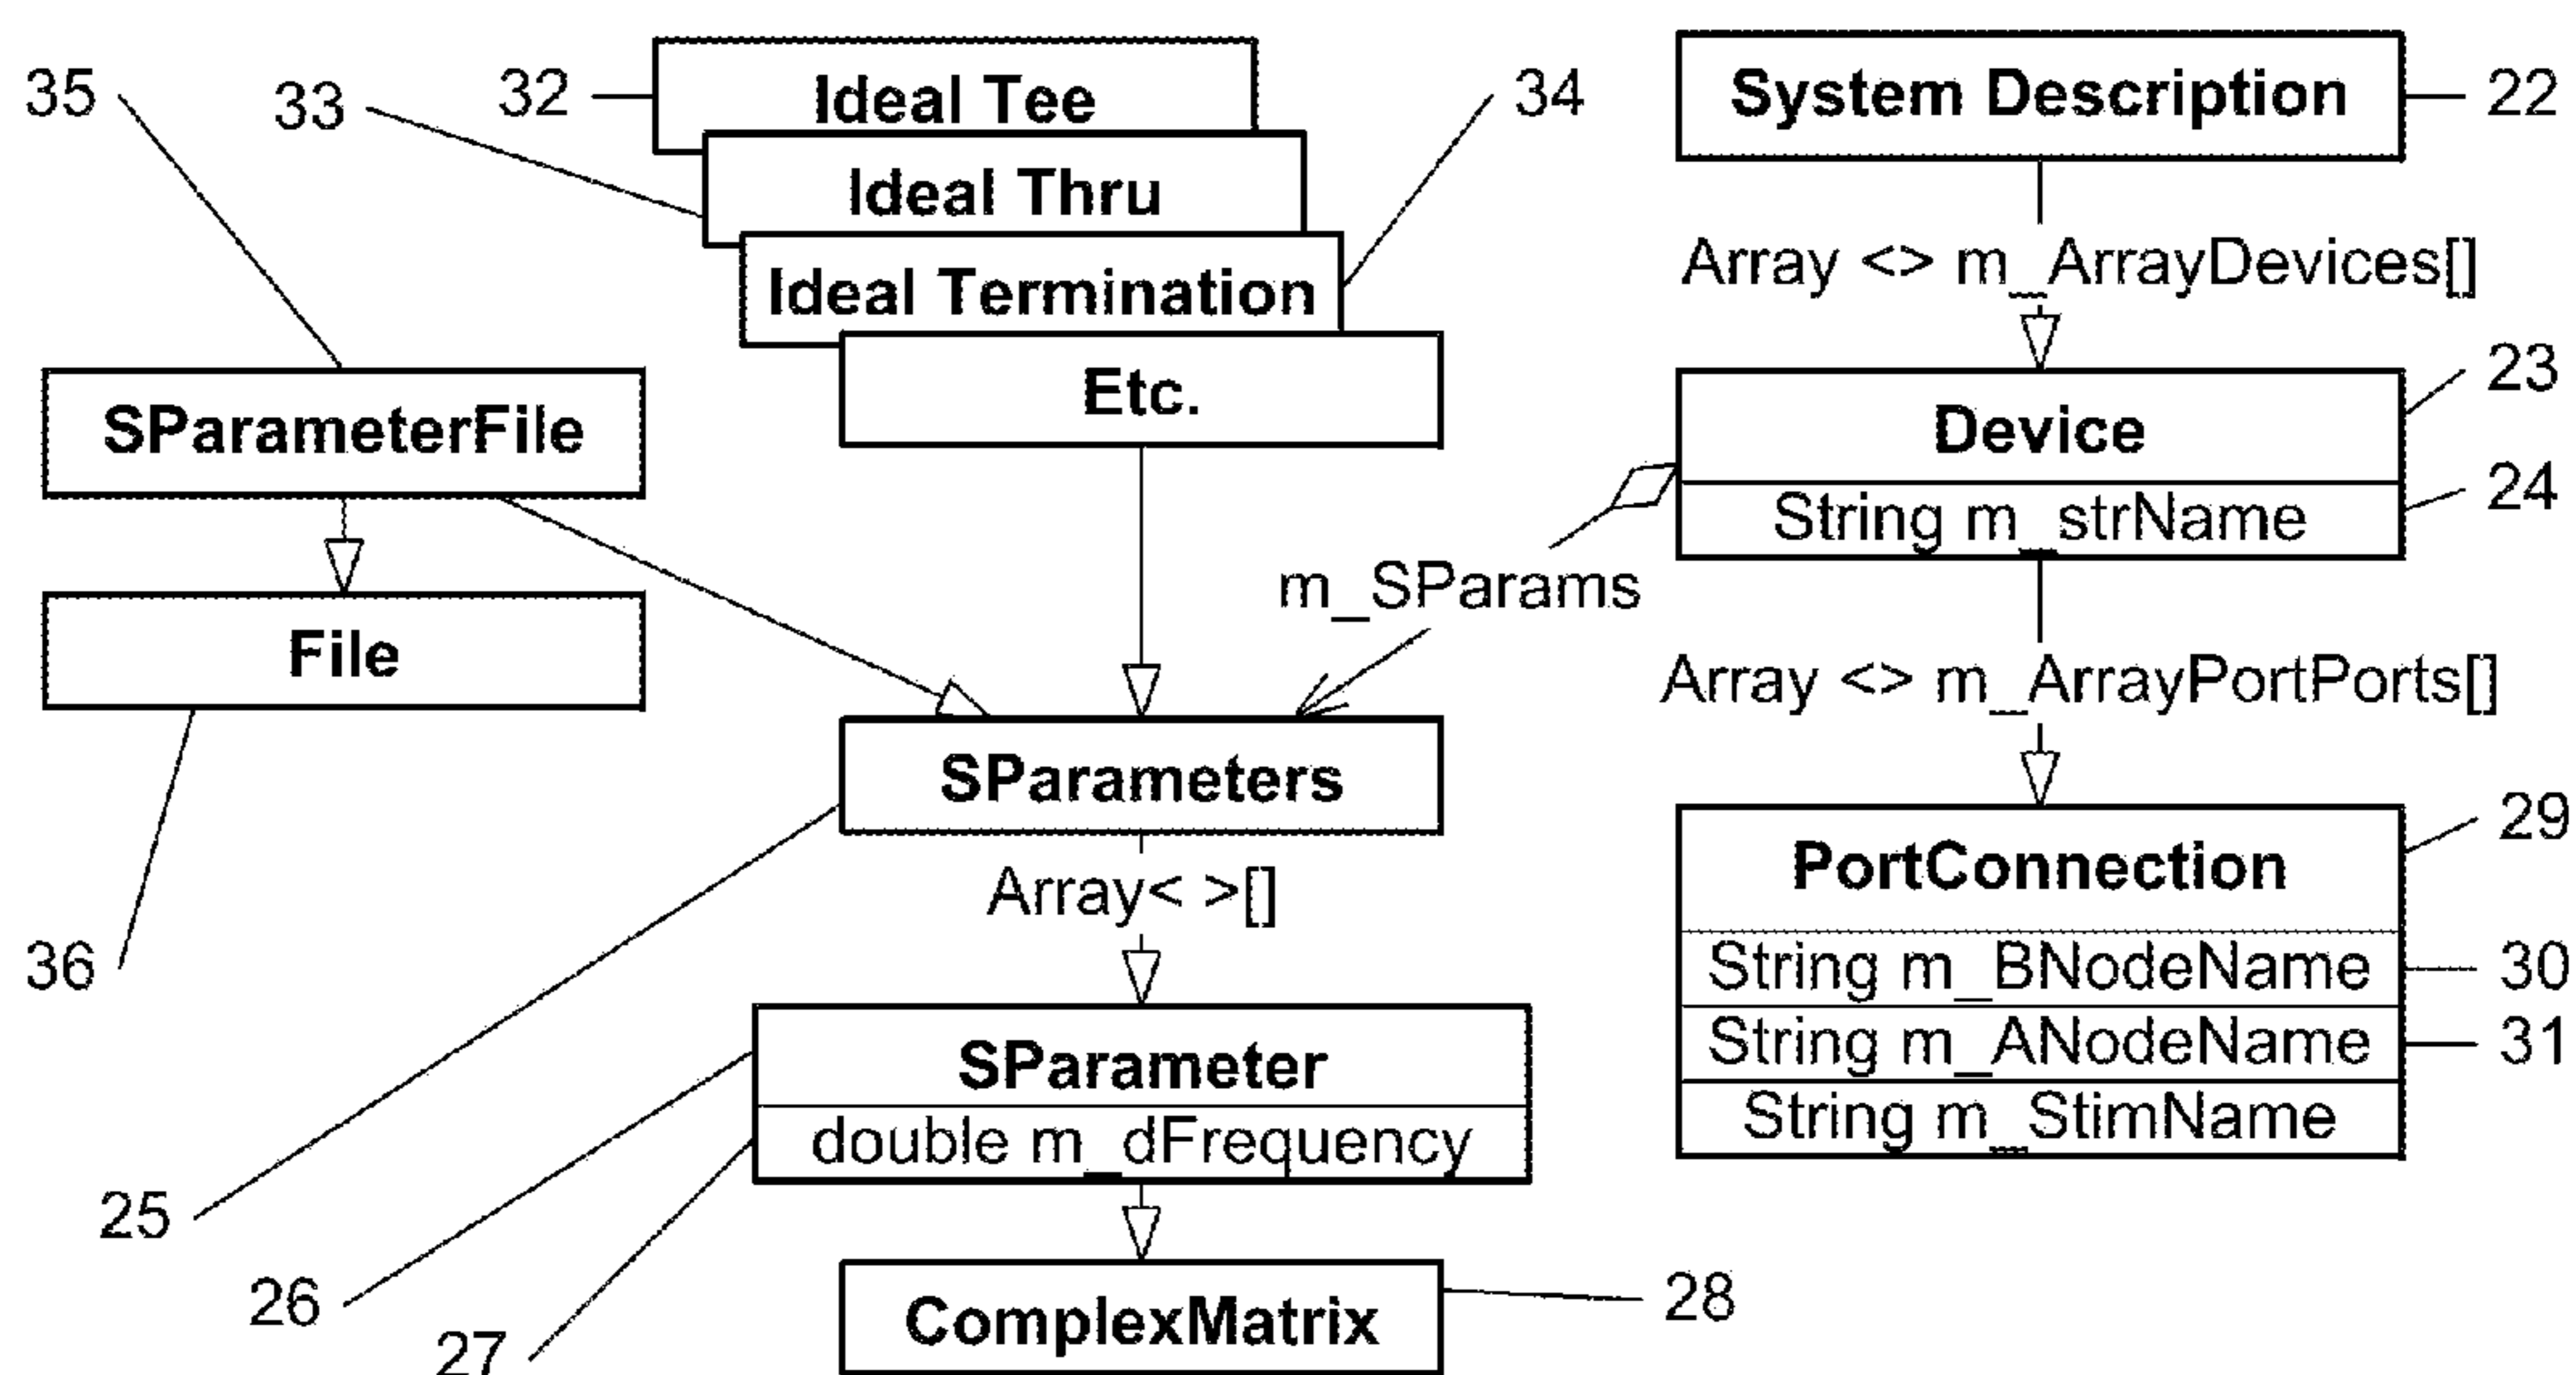 35
33
32
Ideal Tee
34
System Description
22
Ideal Thru
Array <> m_ArrayDevices[]
Ideal Termination
Etc.
SParameterFile
Device
23
String m_strName
24
m_SParams
File
Array <> m_ArrayPortPorts[]
SParameters
29
PortConnection
Array< >[]
36
String m_BNodeName
30
String m_ANodeName
31
SParameter
String m_StimName
double m_dFrequency
25
26
27
ComplexMatrix
28